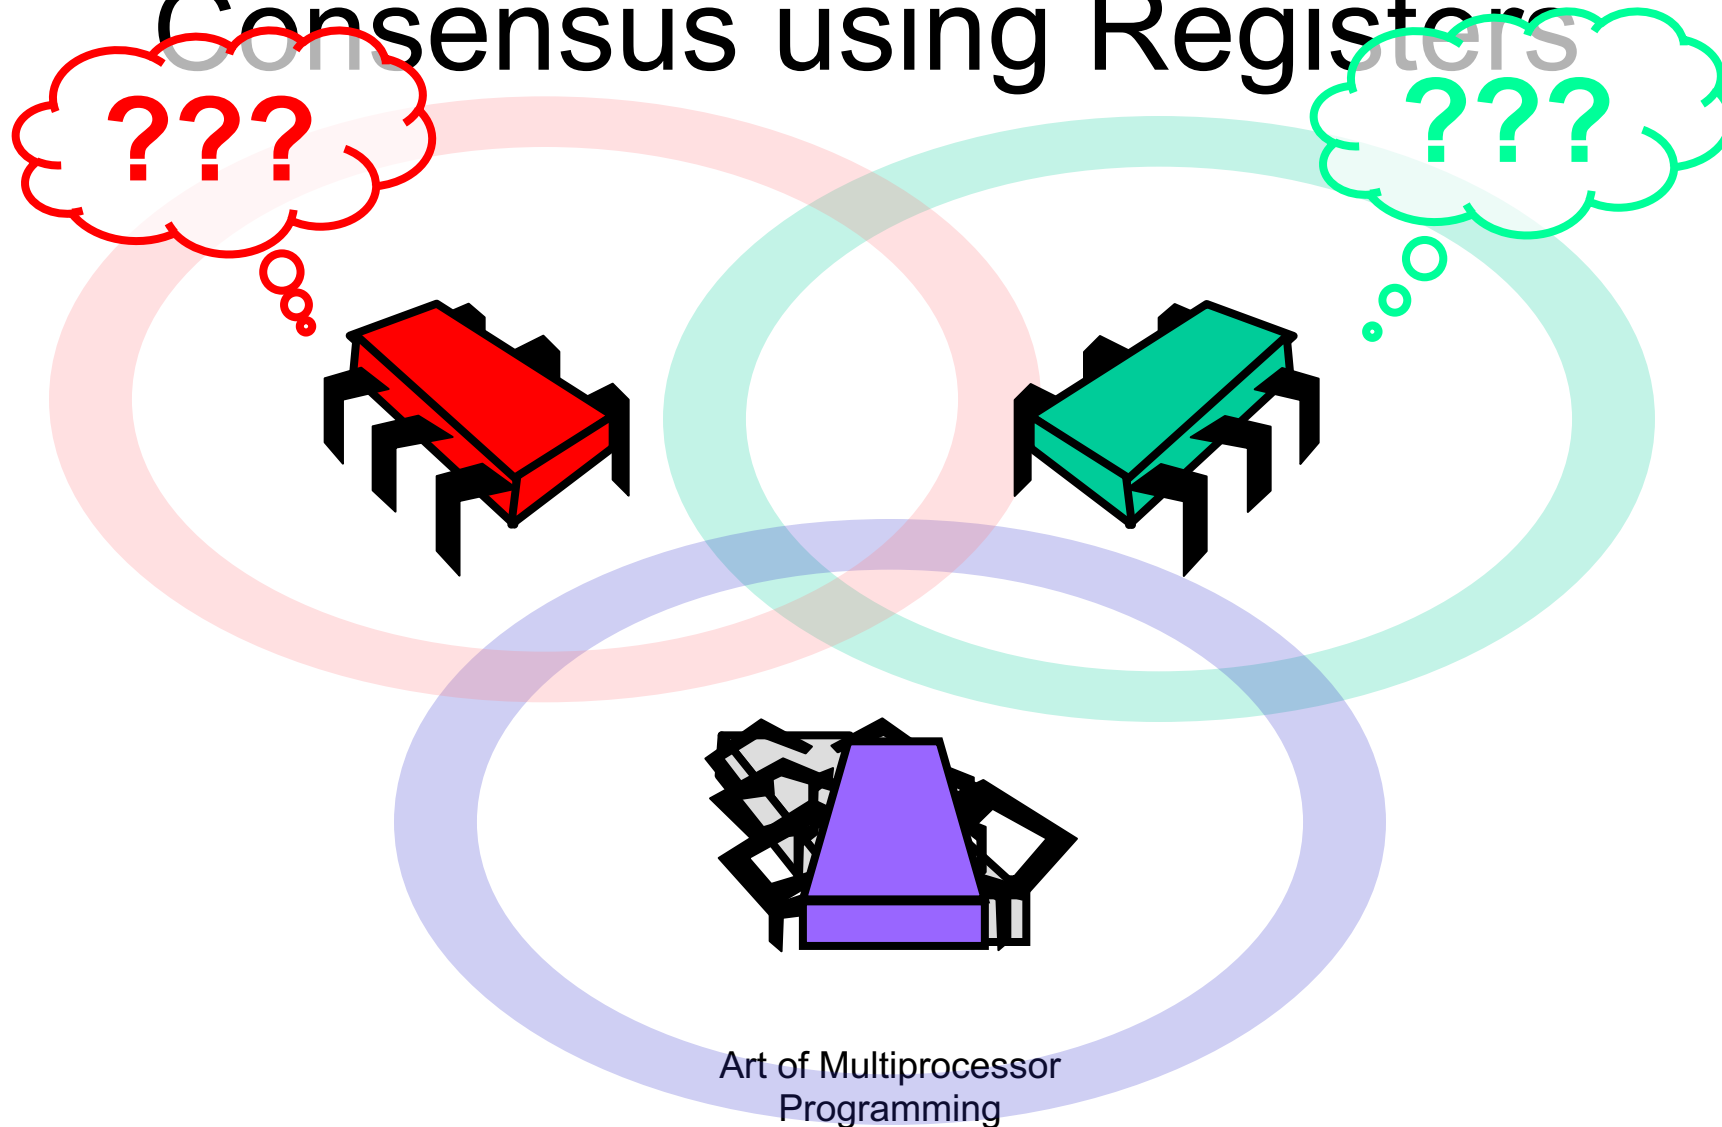 Consensus using Registers
??? ???
Art of Multiprocessor
Programming